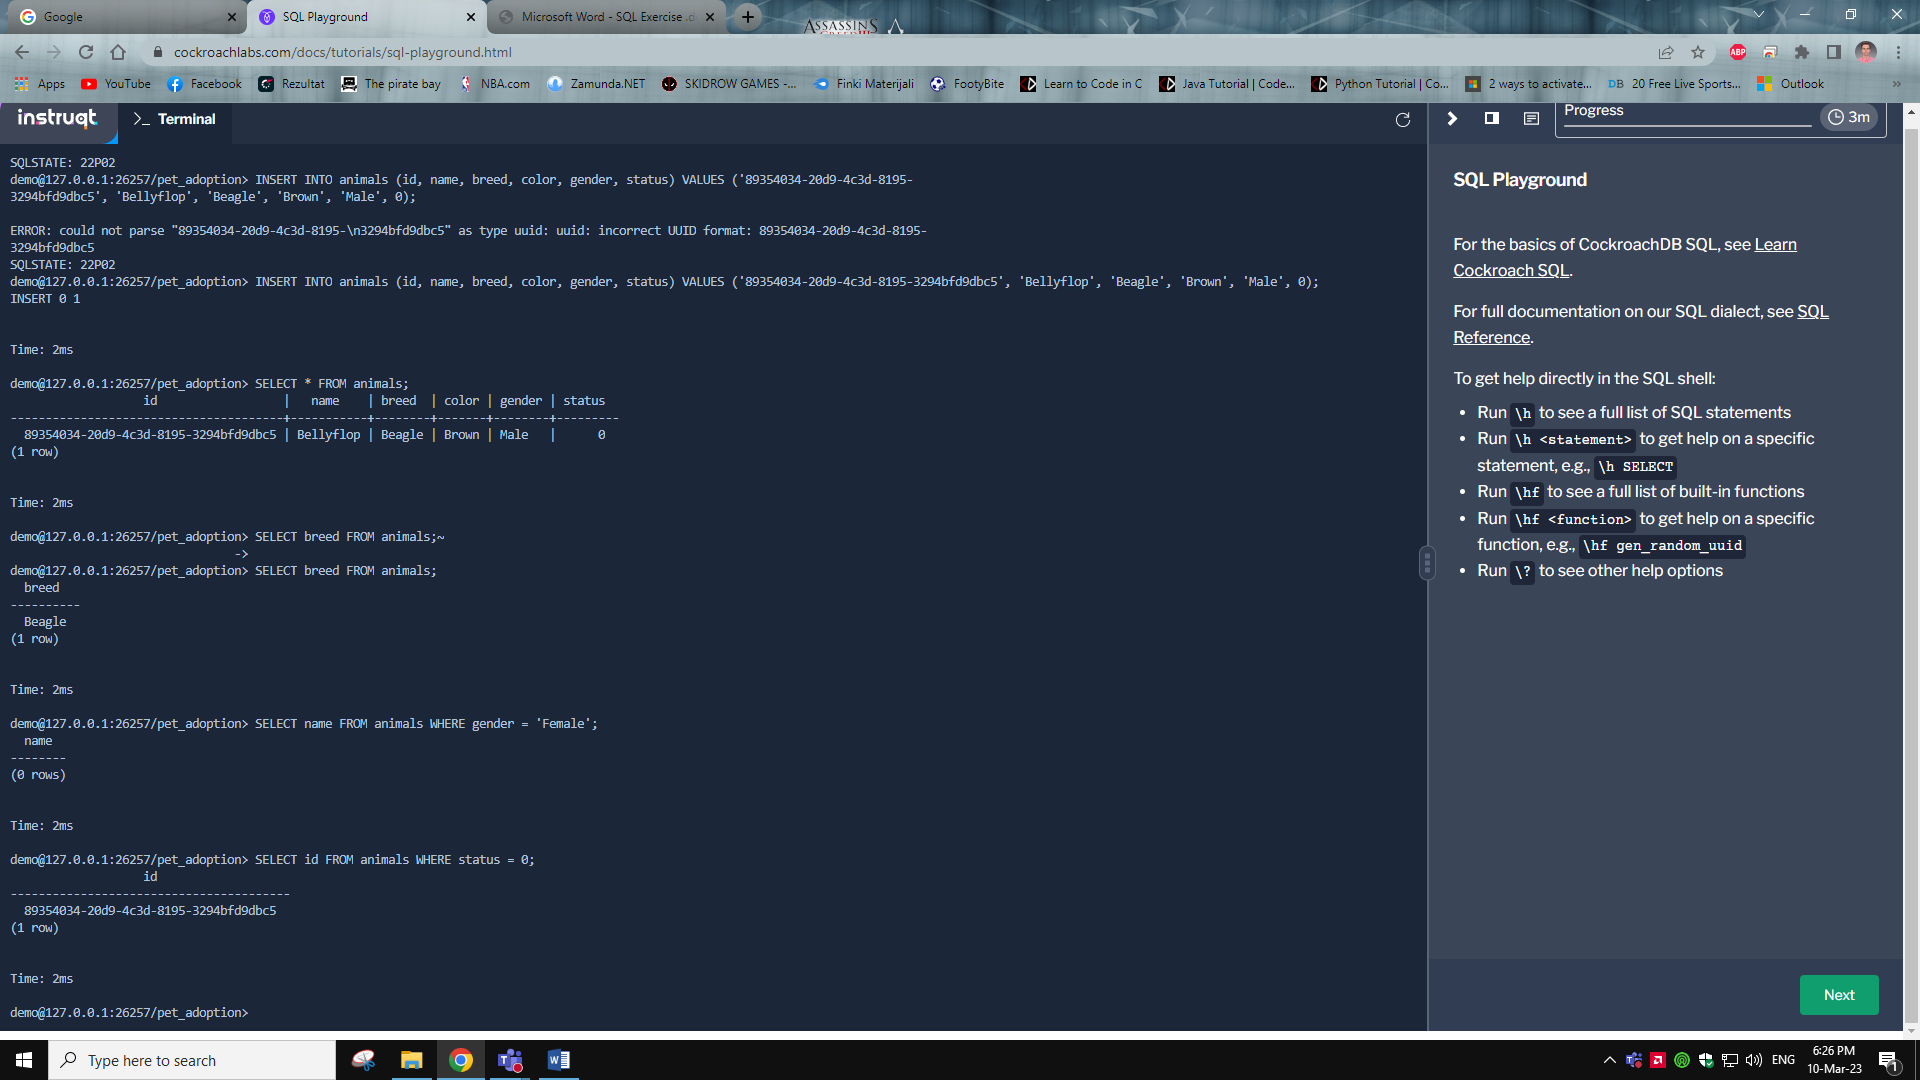 Google
SQL Playground
Microsoft Word - SQL Exercise .d
ASSASSINS
cockroachlabs.com/docs/tutorials/sql-playground.html
ABP
Apps
YouTube
Facebook
Rezultat
The pirate bay
NBA.com
Zamunda.NET
SKIDROW GAMES -...
Finki Materijali
FootyBite
Learn to Code in C
Java Tutorial | Code...
Python Tutorial | Co...
2 ways to activate...
DB 20 Free Live Sports...
Outlook
»
instruqt
>_ Terminal
Progress
3m
SQLSTATE: 22P02
demo@127.0.0.1:26257/pet_adoption> INSERT INTO animals (id, name, breed, color, gender, status) VALUES ('89354034-20d9-4c3d-8195-
3294bfd9dbc5', 'Bellyflop', 'Beagle', 'Brown', 'Male', 0);
ERROR: could not parse "89354034-20d9-4c3d-8195-\n3294bfd9dbc5" as type uuid: uuid: incorrect UUID format: 89354034-20d9-4c3d-8195-
3294bfd9dbc5
SQLSTATE: 22P02
demo@127.0.0.1:26257/pet_adoption> INSERT INTO animals (id, name, breed, color, gender, status) VALUES ('89354034-20d9-4c3d-8195-3294bfd9dbc5', 'Bellyflop', 'Beagle', 'Brown', 'Male', 0);
INSERT 0 1
Time: 2ms
demo@127.0.0.1:26257/pet_adoption> SELECT * FROM animals;
id | name | breed | color | gender | status
---------------------------------------+-----------+--------+-------+--------+---------
89354034-20d9-4c3d-8195-3294bfd9dbc5 | Bellyflop | Beagle | Brown | Male | 0
(1 row)
Time: 2ms
demo@127.0.0.1:26257/pet_adoption> SELECT breed FROM animals;~
->
demo@127.0.0.1:26257/pet_adoption> SELECT breed FROM animals;
breed
----------
Beagle
(1 row)
Time: 2ms
demo@127.0.0.1:26257/pet_adoption> SELECT name FROM animals WHERE gender = 'Female';
name
--------
(0 rows)
Time: 2ms
demo@127.0.0.1:26257/pet_adoption> SELECT id FROM animals WHERE status = 0;
id
----------------------------------------
89354034-20d9-4c3d-8195-3294bfd9dbc5
(1 row)
Time: 2ms
demo@127.0.0.1:26257/pet_adoption>
SQL Playground
For the basics of CockroachDB SQL, see Learn
Cockroach SQL.
For full documentation on our SQL dialect, see SQL
Reference.
To get help directly in the SQL shell:
• Run \h to see a full list of SQL statements
• Run \h <statement> to get help on a specific
statement, e.g., \h SELECT
• Run \hf to see a full list of built-in functions
• Run \hf <function> to get help on a specific
function, e.g., \hf gen_random_uuid
• Run \? to see other help options
Next
Type here to search
ENG
6:26 PM
10-Mar-23
1